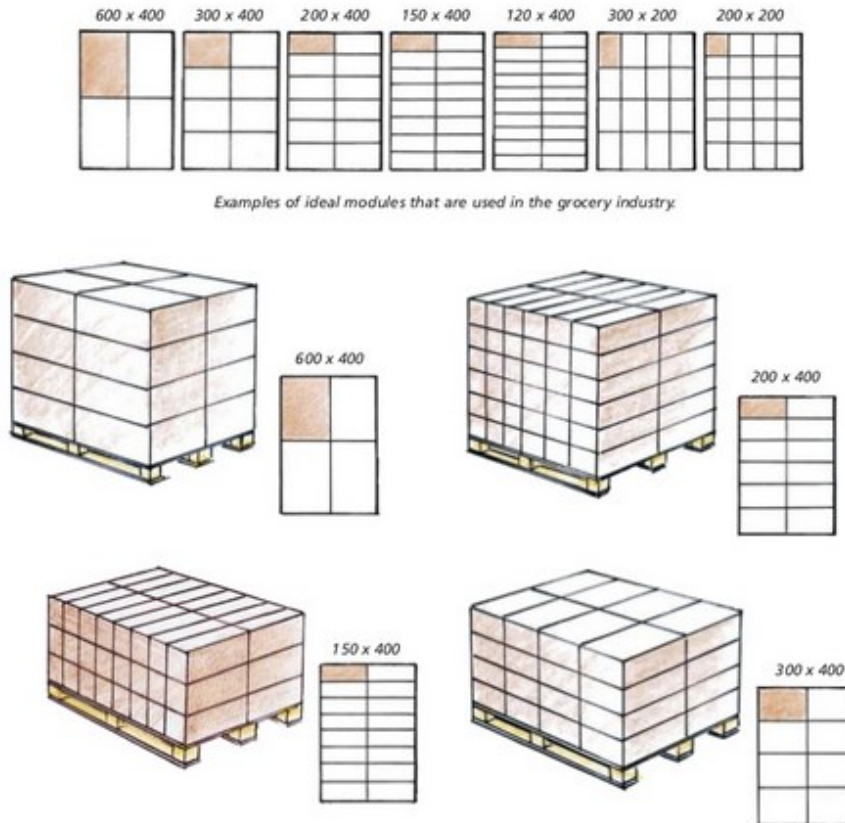 600 x 400 300 x 400 200 x 400 150 x 400 120 x 400 300 x 200 200 x 200
Examples of ideal modules that are used in the grocery industry.
600 x 400
200 x 400
150 x 400
300 x 400